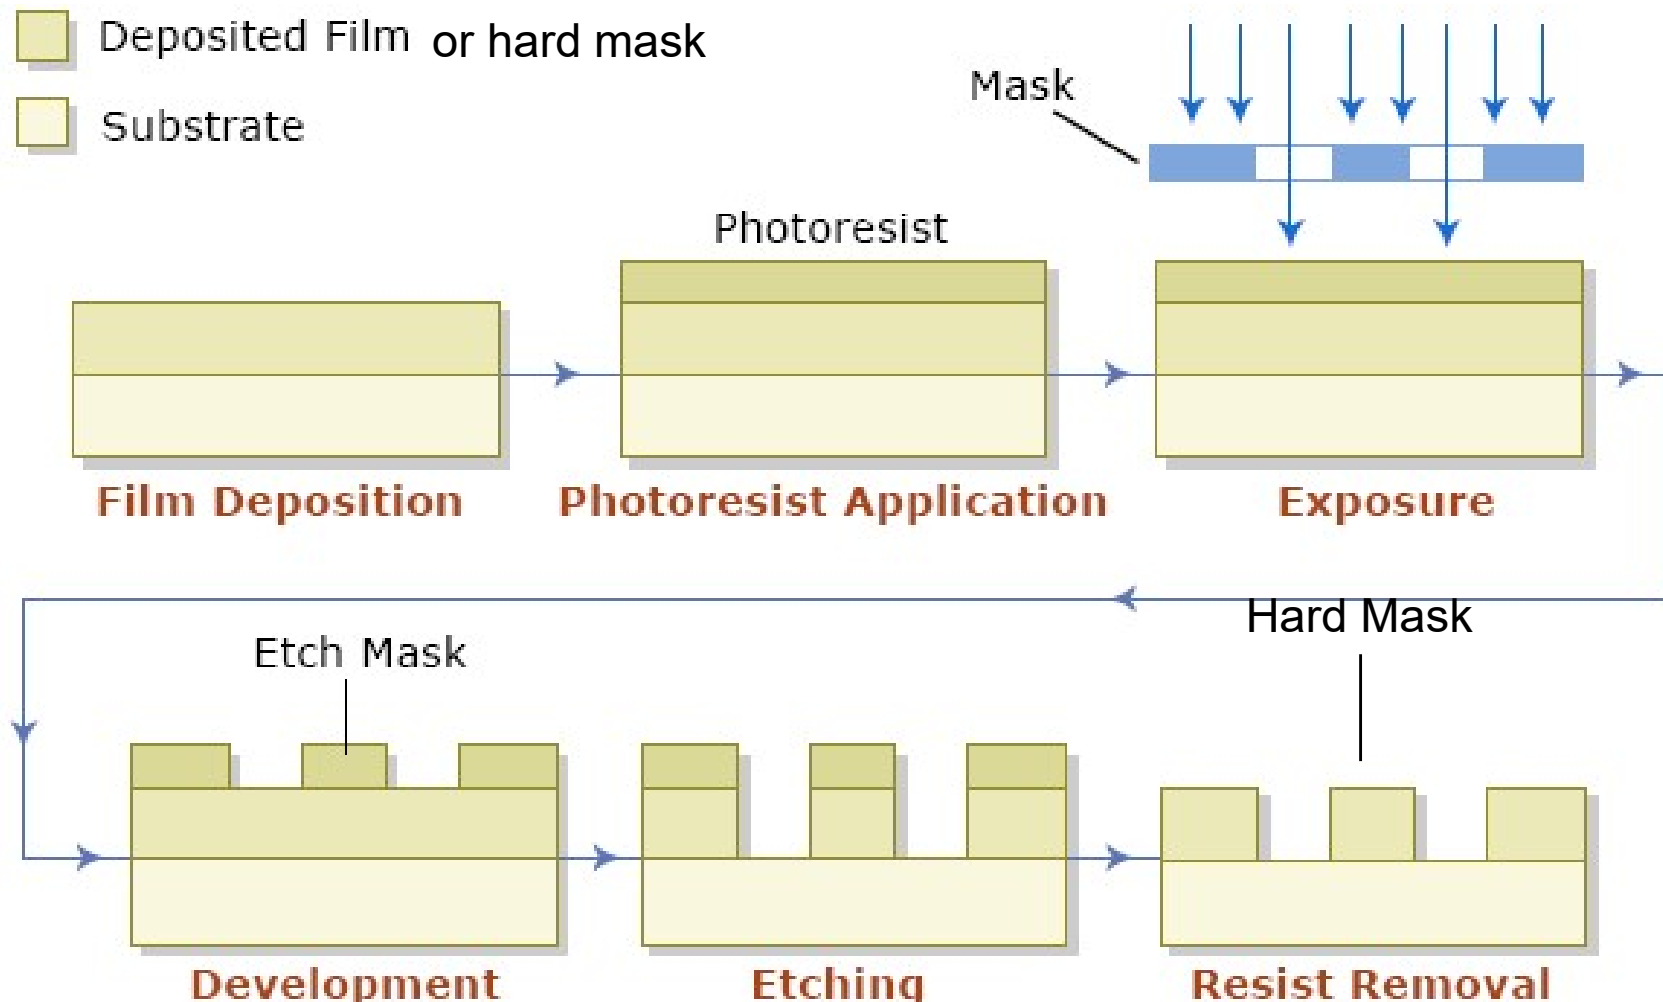 Deposited Film or hard mask
Substrate
Mask
Photoresist
Film Deposition
Photoresist Application
Exposure
Hard Mask
Etch Mask
Development
Etching
Resist Removal